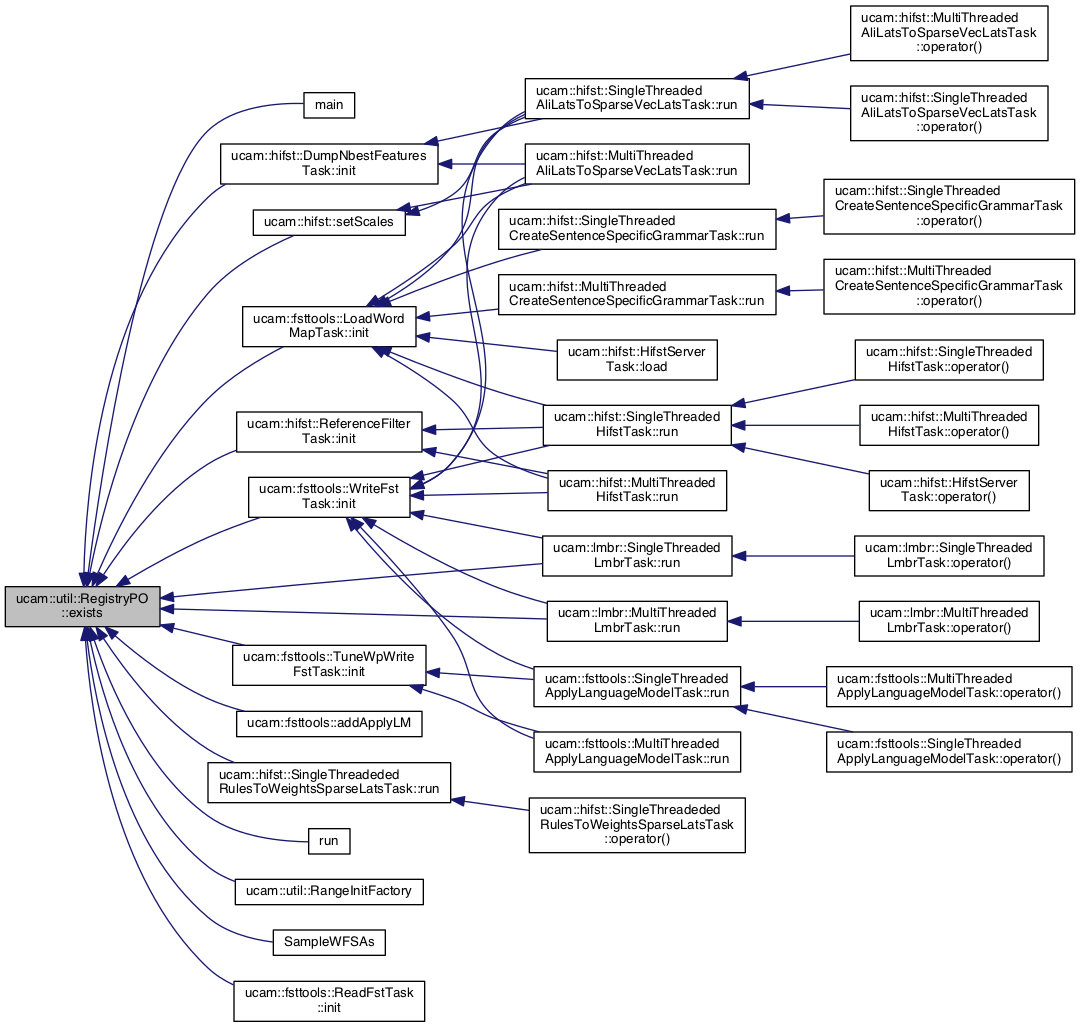 ucam::util::RegistryPO
::exists
main
ucam::hifst::DumpNbestFeatures
Task::init
ucam::hifst::setScales
ucam::fsttools::LoadWord
MapTask::init
ucam::hifst::ReferenceFilter
Task::init
ucam::fsttools::WriteFst
Task::init
ucam::fsttools::TuneWpWrite
FstTask::init
ucam::fsttools::addApplyLM
ucam::hifst::SingleThreadeded
RulesToWeightsSparseLatsTask::run
run
ucam::util::RangeInitFactory
SampleWFSAs
ucam::fsttools::ReadFstTask
::init
ucam::hifst::SingleThreaded
AliLatsToSparseVecLatsTask::run
ucam::hifst::MultiThreaded
AliLatsToSparseVecLatsTask::run
ucam::hifst::SingleThreaded
CreateSentenceSpecificGrammarTask::run
ucam::hifst::MultiThreaded
CreateSentenceSpecificGrammarTask::run
ucam::hifst::HifstServer
Task::load
ucam::hifst::SingleThreaded
HifstTask::run
ucam::hifst::MultiThreaded
HifstTask::run
ucam::lmbr::SingleThreaded
LmbrTask::run
ucam::lmbr::MultiThreaded
LmbrTask::run
ucam::fsttools::SingleThreaded
ApplyLanguageModelTask::run
ucam::fsttools::MultiThreaded
ApplyLanguageModelTask::run
ucam::hifst::SingleThreadeded
RulesToWeightsSparseLatsTask
::operator()
ucam::hifst::MultiThreaded
AliLatsToSparseVecLatsTask
::operator()
ucam::hifst::SingleThreaded
AliLatsToSparseVecLatsTask
::operator()
ucam::hifst::SingleThreaded
CreateSentenceSpecificGrammarTask
::operator()
ucam::hifst::MultiThreaded
CreateSentenceSpecificGrammarTask
::operator()
ucam::hifst::SingleThreaded
HifstTask::operator()
ucam::hifst::MultiThreaded
HifstTask::operator()
ucam::hifst::HifstServer
Task::operator()
ucam::lmbr::SingleThreaded
LmbrTask::operator()
ucam::lmbr::MultiThreaded
LmbrTask::operator()
ucam::fsttools::MultiThreaded
ApplyLanguageModelTask::operator()
ucam::fsttools::SingleThreaded
ApplyLanguageModelTask::operator()